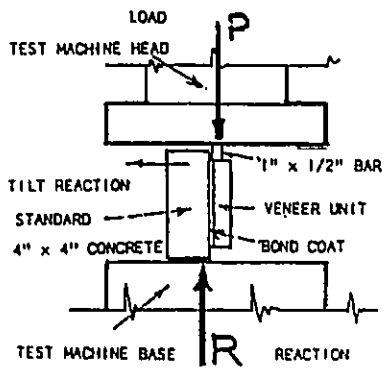 LOAD
P
TEST MACHINE HEAD
1" x 1/2" BAR
TILT REACTION
VENEER UNIT
STANDARD
4" x 4" CONCRETE
BOND COAT
TEST MACHINE BASE
R
REACTION